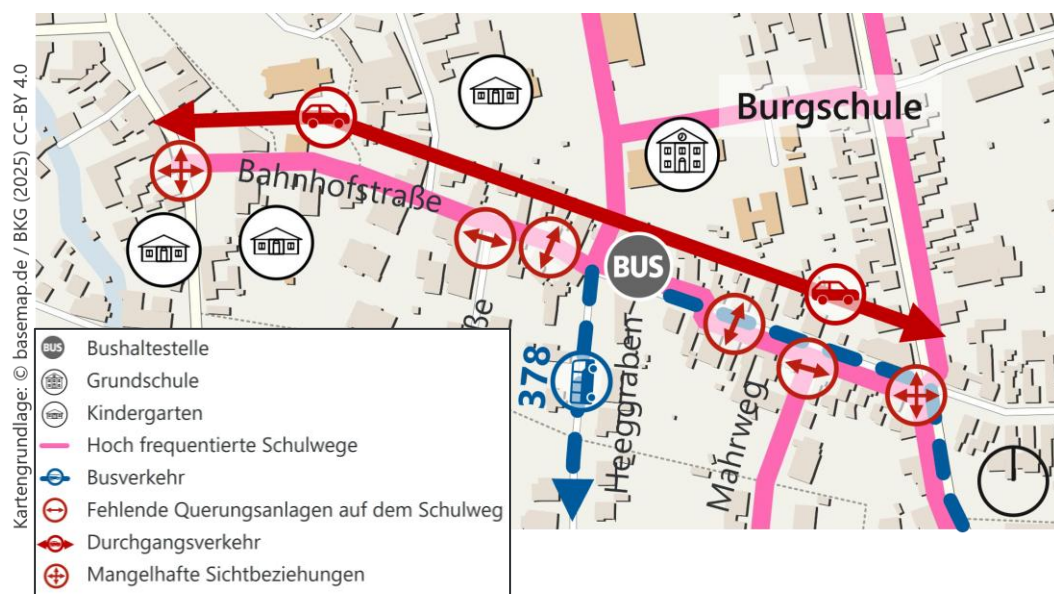 Kartengrundlage: © basemap.de / BKG (2025) CC-BY 4.0
Burgschule
Bahnhofstraße
BUS
ße
378
Heeggraben
Mahrweg
BUS Bushaltestelle
Grundschule
Kindergarten
Hoch frequentierte Schulwege
Busverkehr
Fehlende Querungsanlagen auf dem Schulweg
Durchgangsverkehr
Mangelhafte Sichtbeziehungen